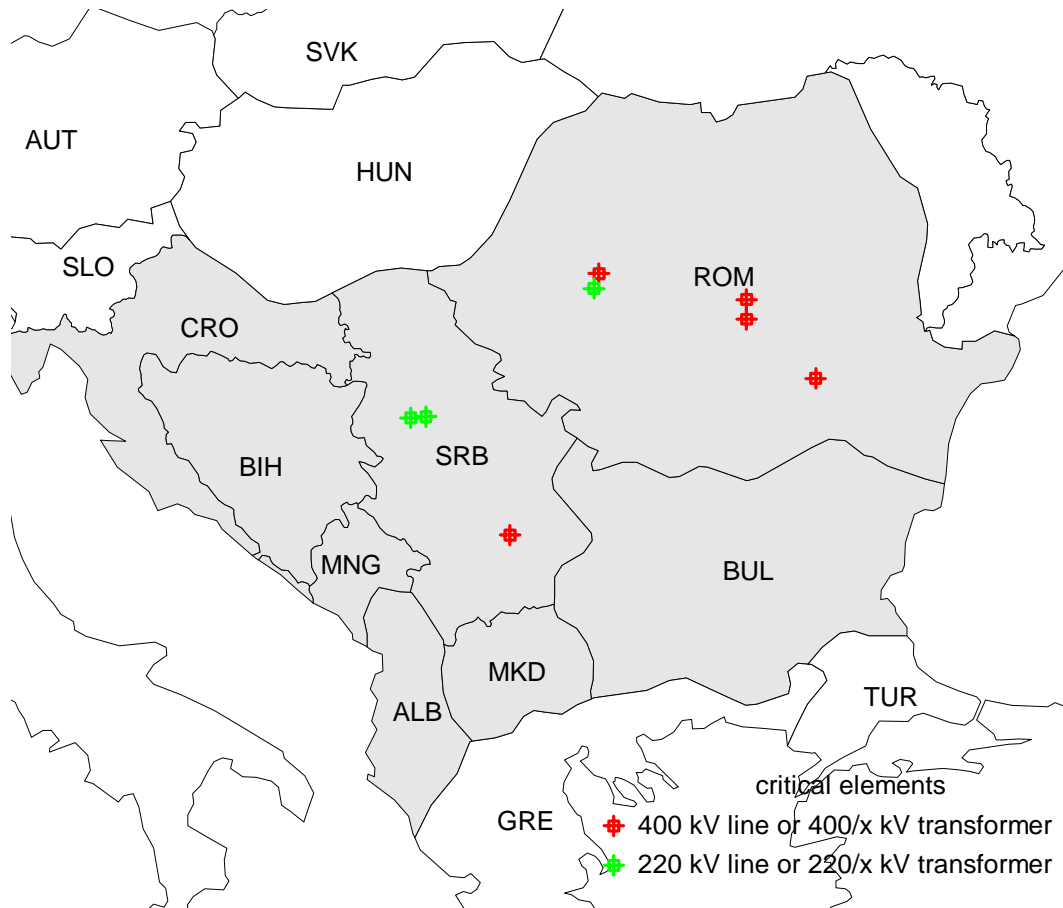 SVK
AUT
HUN
SLO
ROM
CRO
SRB
BIH
MNG
BUL
MKD
TUR
ALB
critical elements
GRE
400 kV line or 400/x kV transformer
220 kV line or 220/x kV transformer